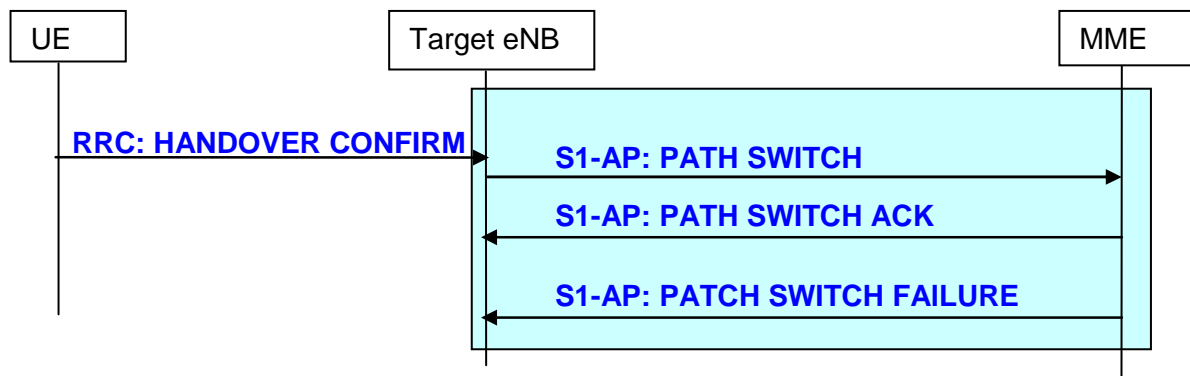 UE
Target eNB
MME
RRC: HANDOVER CONFIRM
S1-AP: PATH SWITCH
S1-AP: PATH SWITCH ACK
S1-AP: PATCH SWITCH FAILURE